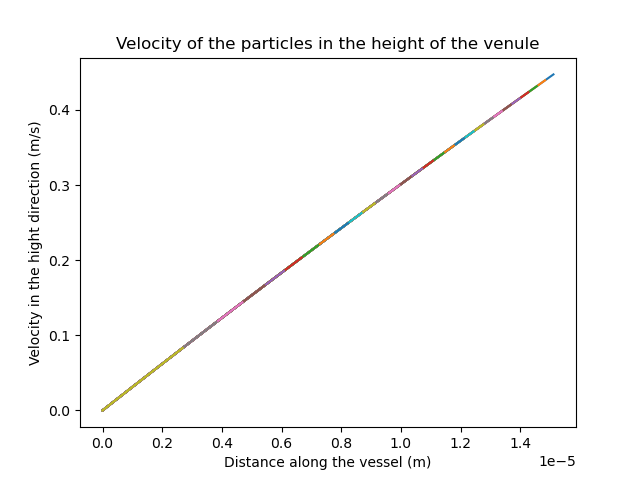 Velocity of the particles in the height of the venule
Velocity in the hight direction (m/s)
0.4
0.3
0.2
0.1
0.0
0.0 0.2 0.4 0.6 0.8 1.0 1.2 1.4
1e−5
Distance along the vessel (m)